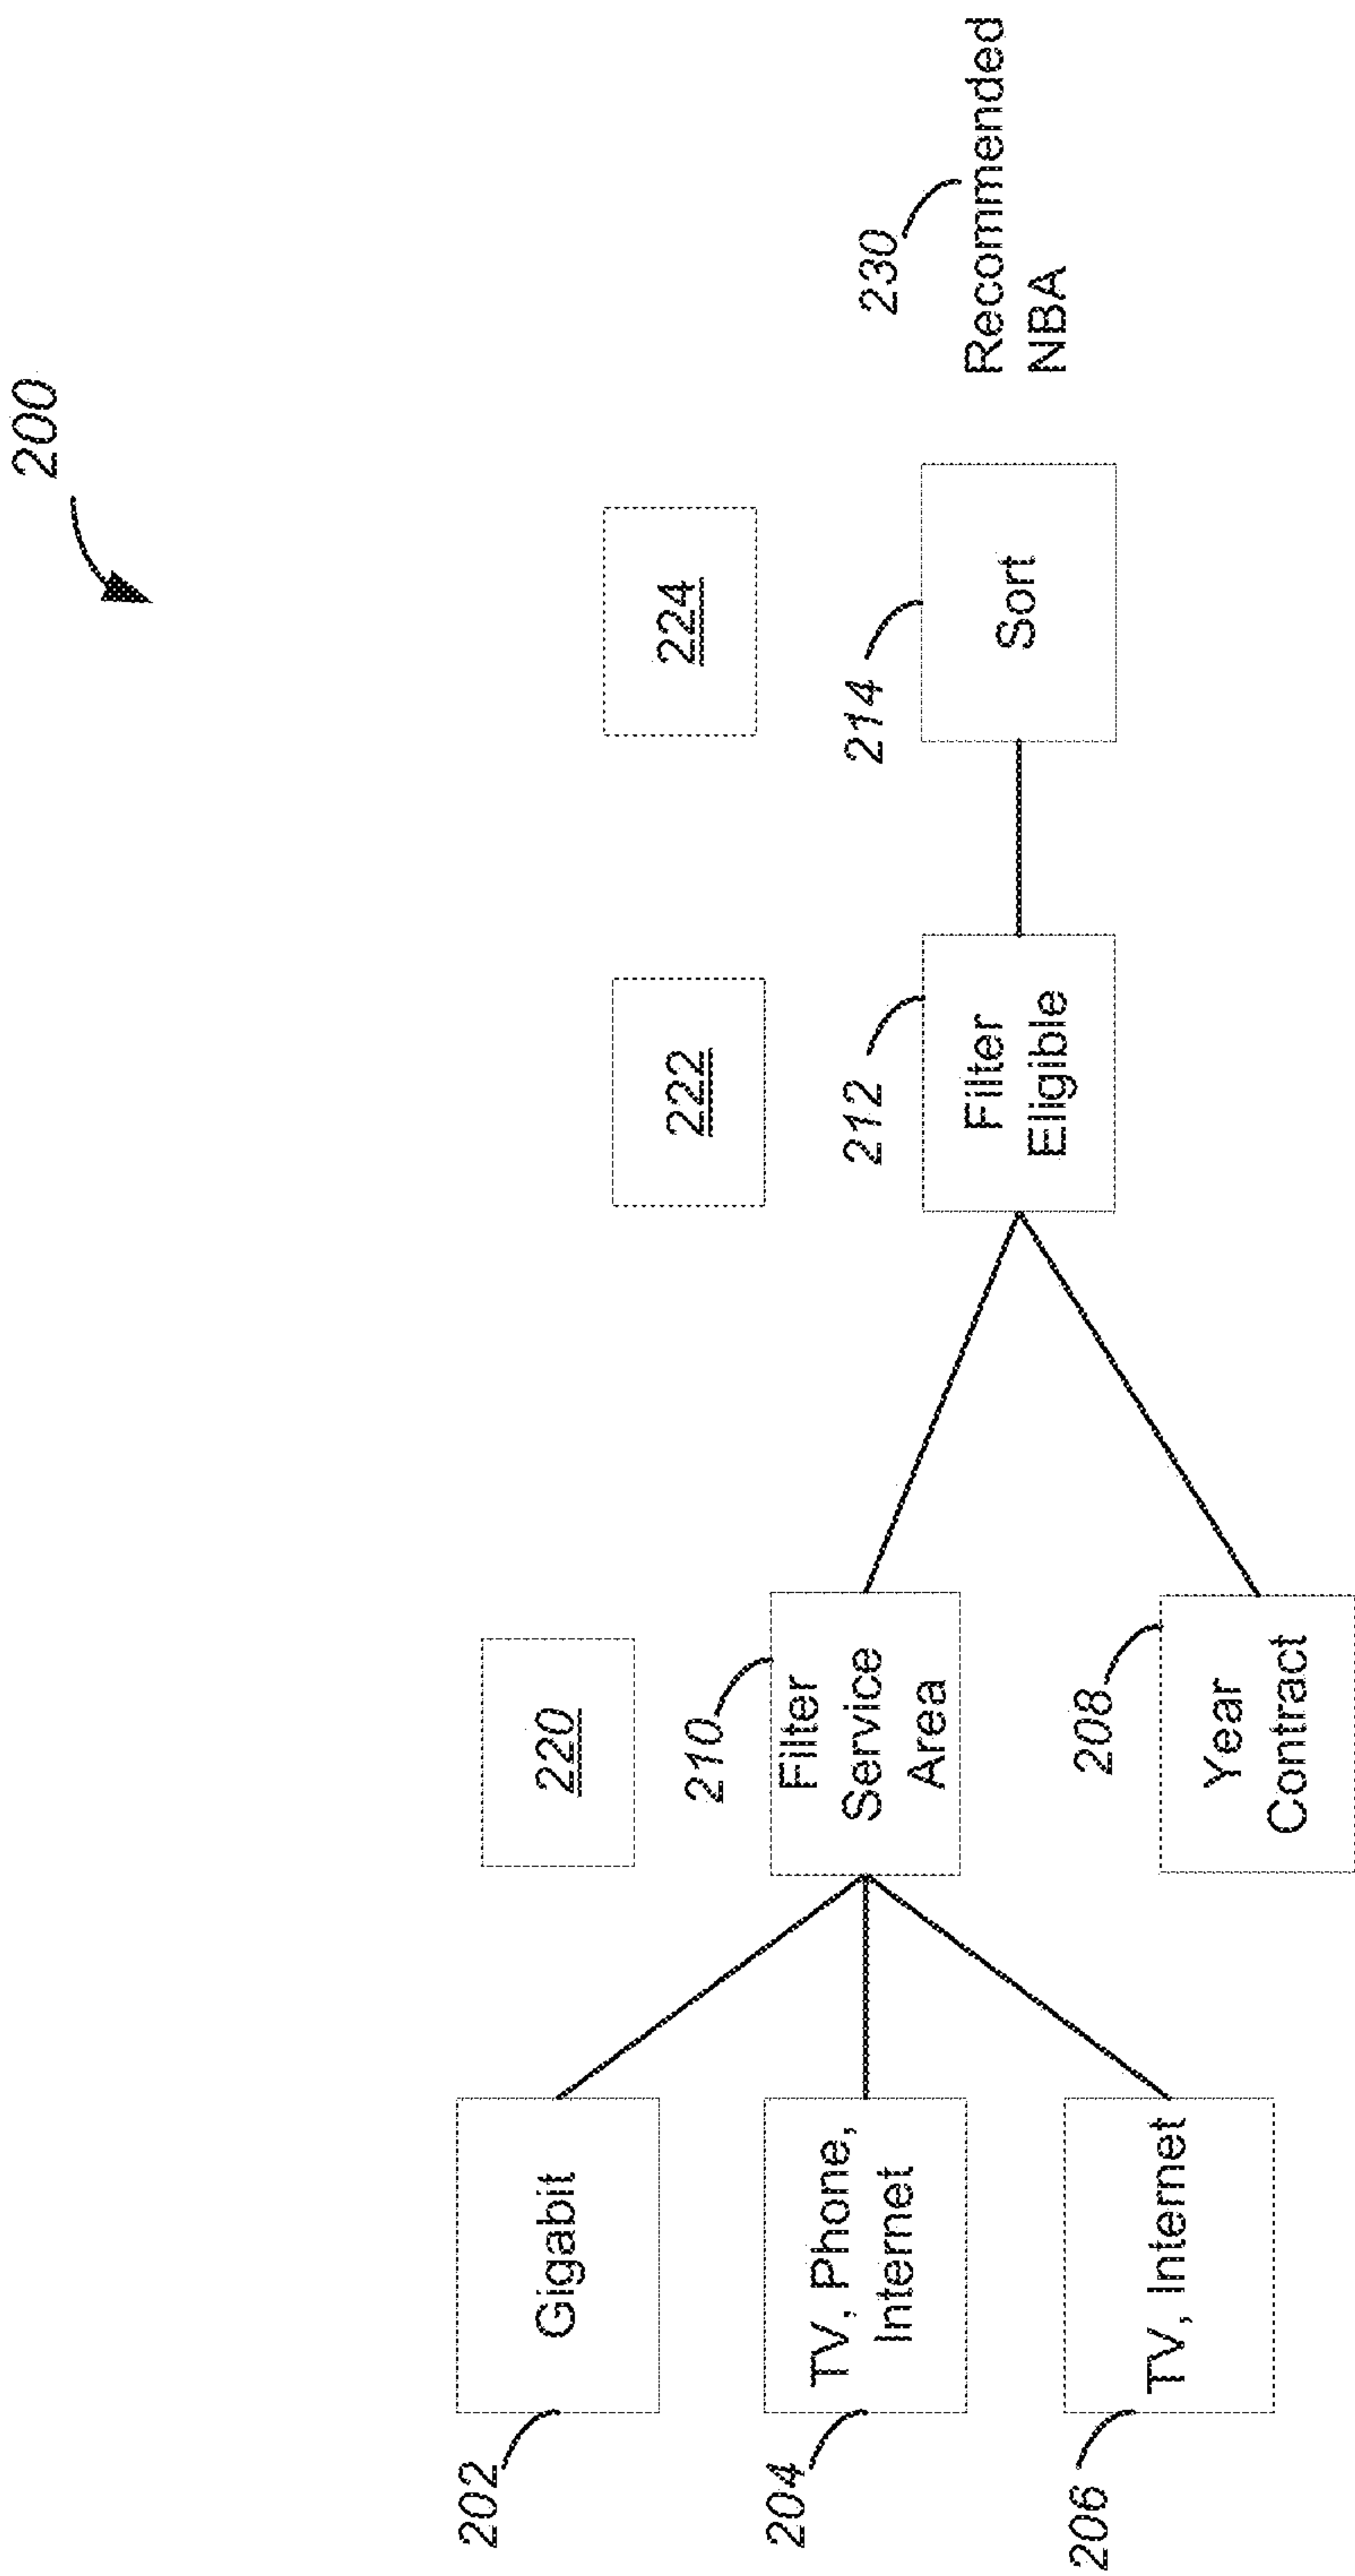 200
202
Gigabit
204
TV, Phone,
Internet
206
TV, Internet
220
210
Filter
Service
Area
208
Year
Contract
222
212
Filter
Eligible
224
214
Sort
230
Recommended
NBA